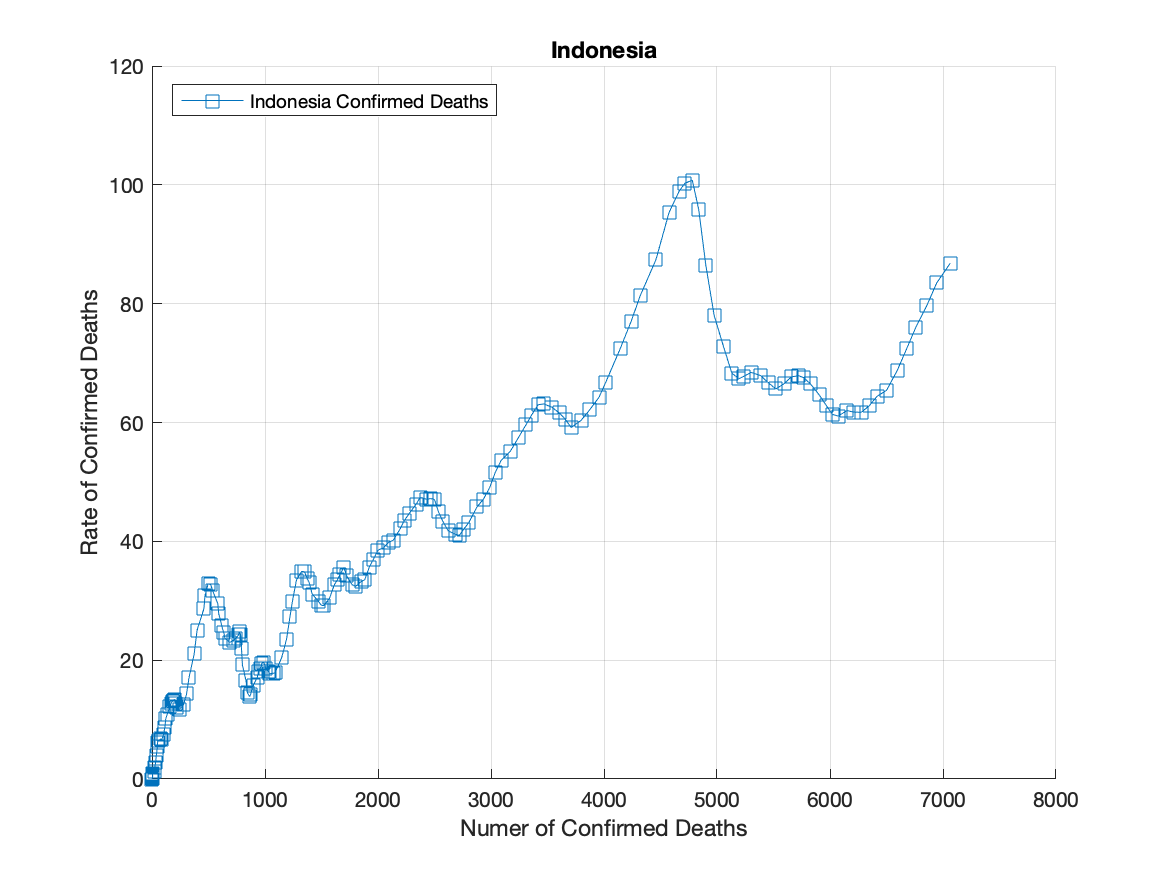 Indonesia
Indonesia Confirmed Deaths
120
100
80
60
40
20
0
Rate of Confirmed Deaths
0 1000 2000 3000 4000 5000 6000 7000 8000
Numer of Confirmed Deaths